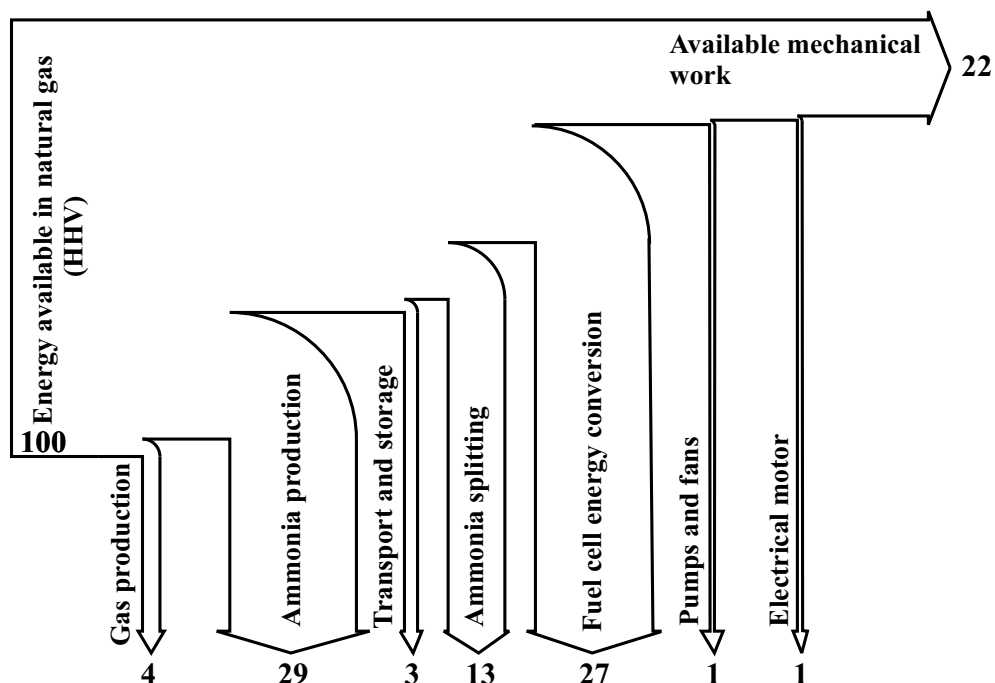 Available mechanical
work
22
Energy available in natural gas
(HHV)
100
Gas production
Ammonia production
Transport and storage
Ammonia splitting
Fuel cell energy conversion
Pumps and fans
Electrical motor
4
29
3
13
27
1
1